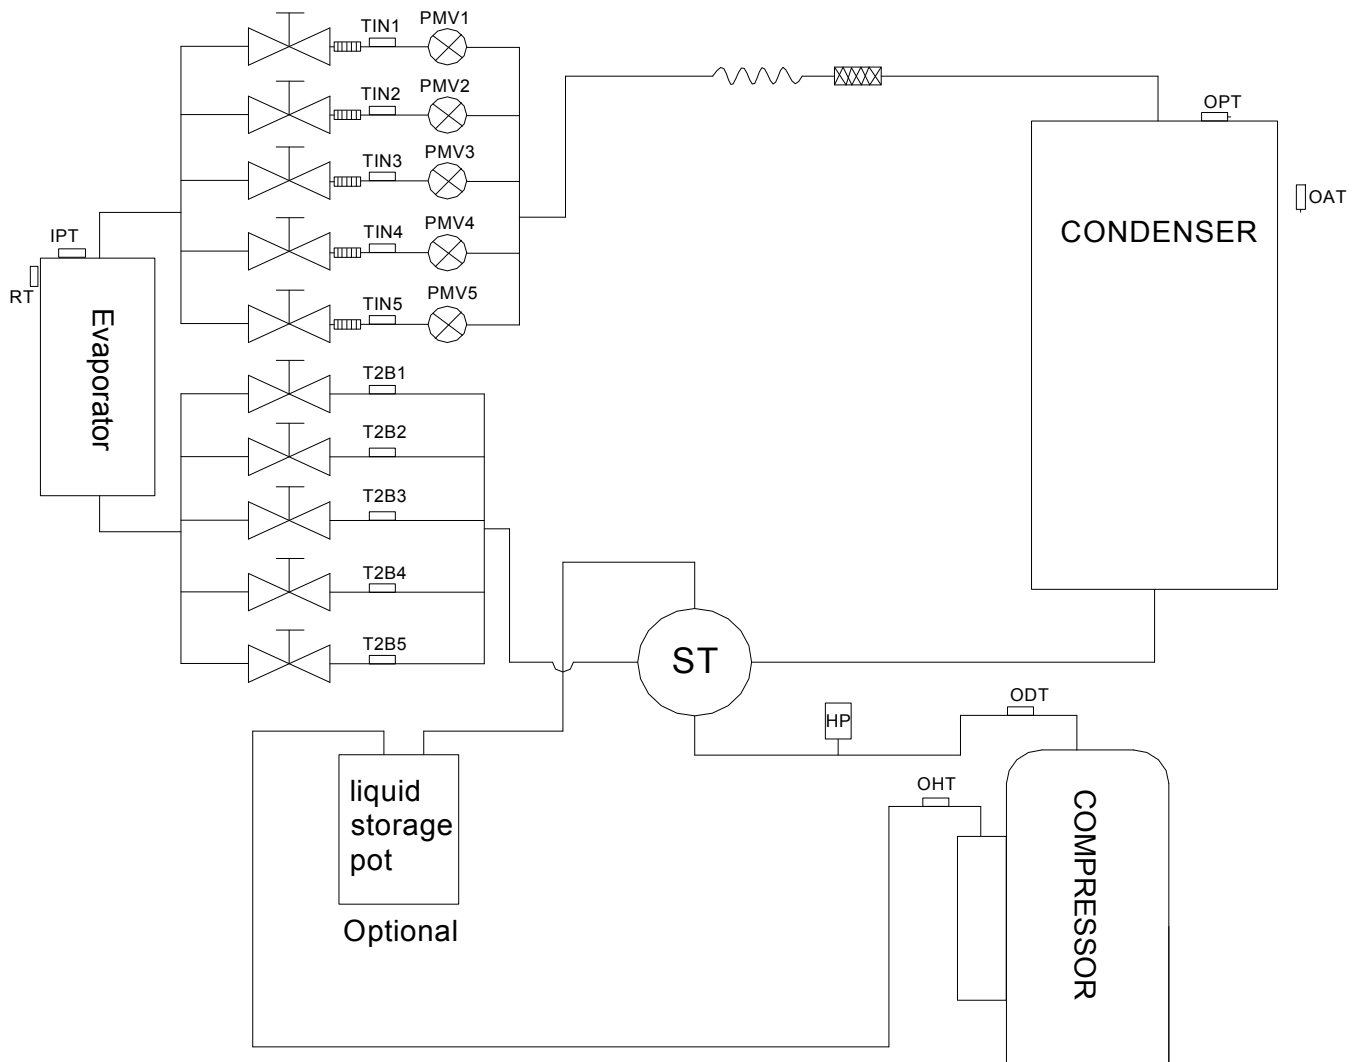 TIN1
PMV1
TIN2
PMV2
OPT
TIN3
PMV3
OAT
TIN4
PMV4
CONDENSER
IPT
RT
TIN5
PMV5
Evaporator
T2B1
T2B2
T2B3
T2B4
T2B5
ST
ODT
HP
OHT
liquid
storage
pot
Optional
COMPRESSOR